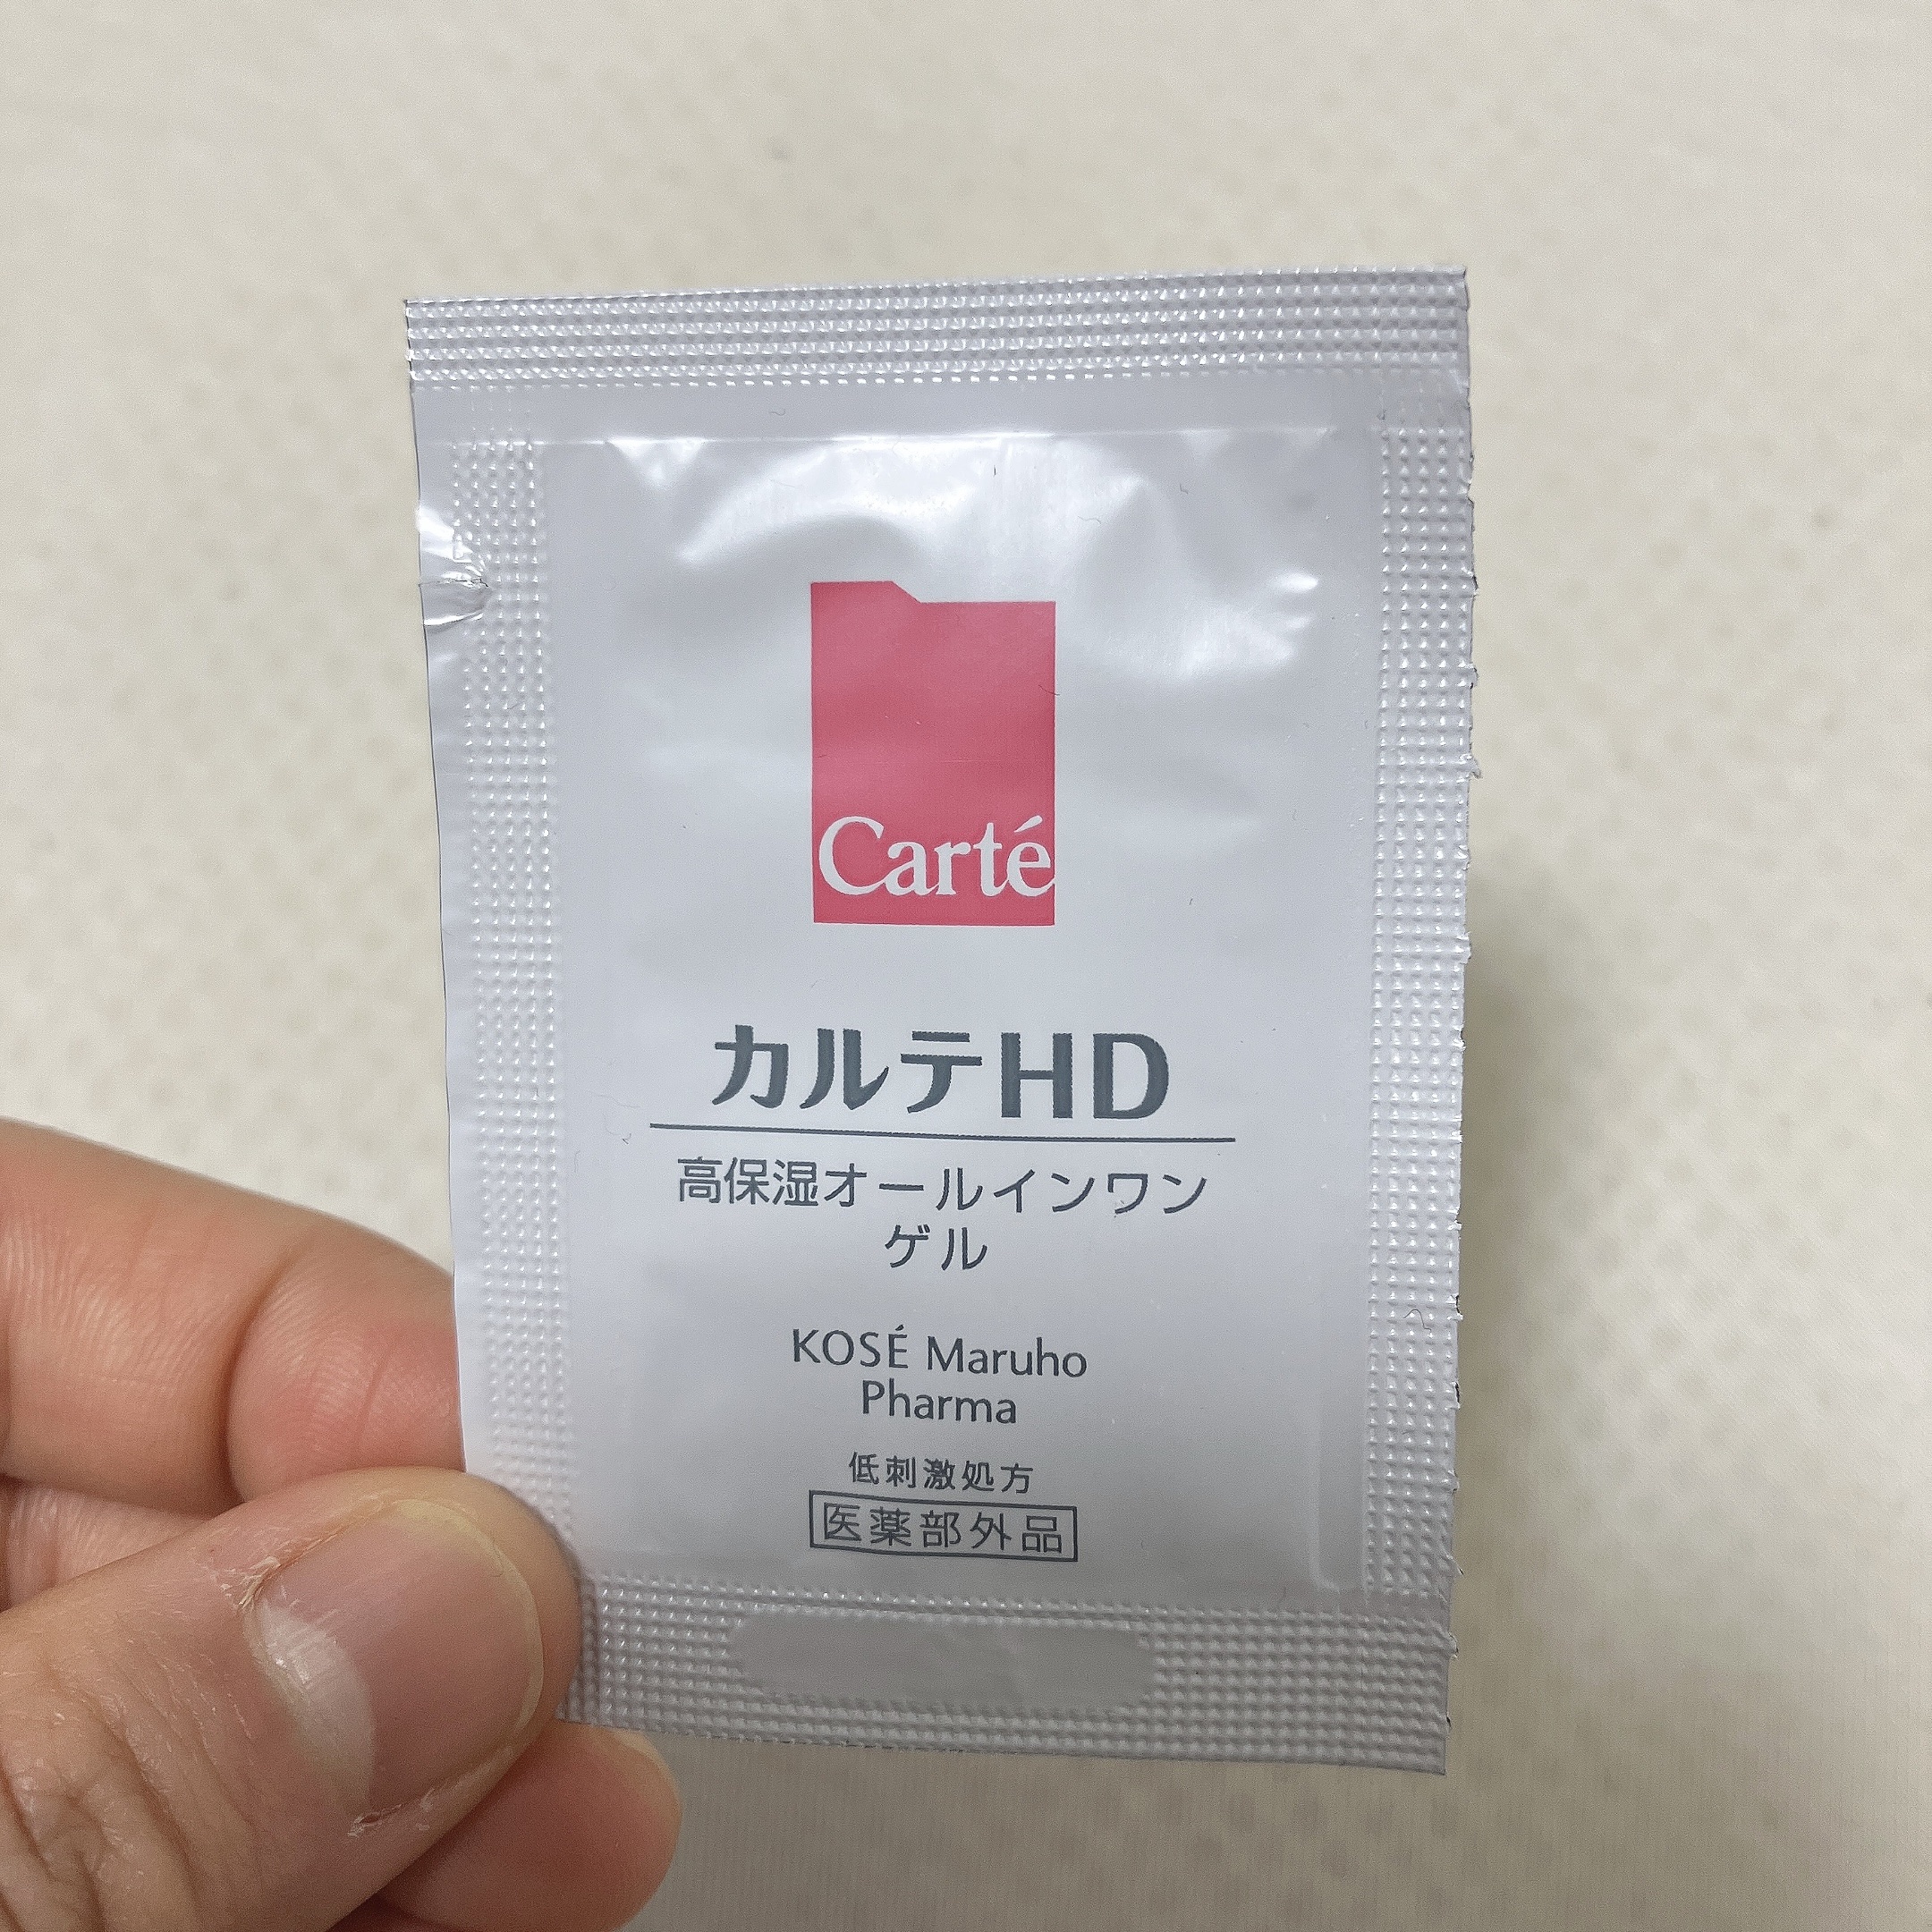 Carté
カルテHD
高保湿オールインワン
ゲル
KOSÉ Maruho
Pharma
低刺激処方
医薬部外品